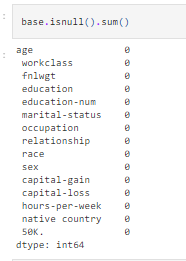 base.isnull().sum()
age 0
workclass 0
fnlwgt 0
education 0
education-num 0
marital-status 0
occupation 0
relationship 0
race 0
sex 0
capital-gain 0
capital-loss 0
hours-per-week 0
native country 0
50K. 0
dtype: int64